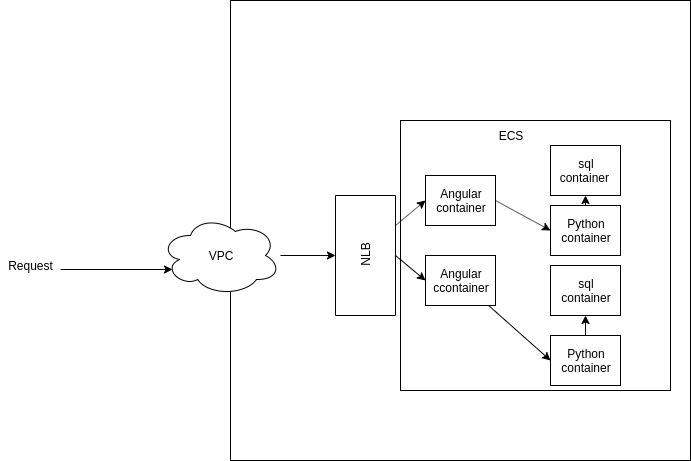 ECS
sql
container
Angular
container
Python
container
Request
VPC
NLB
Angular
ccontainer
sql
container
Python
container